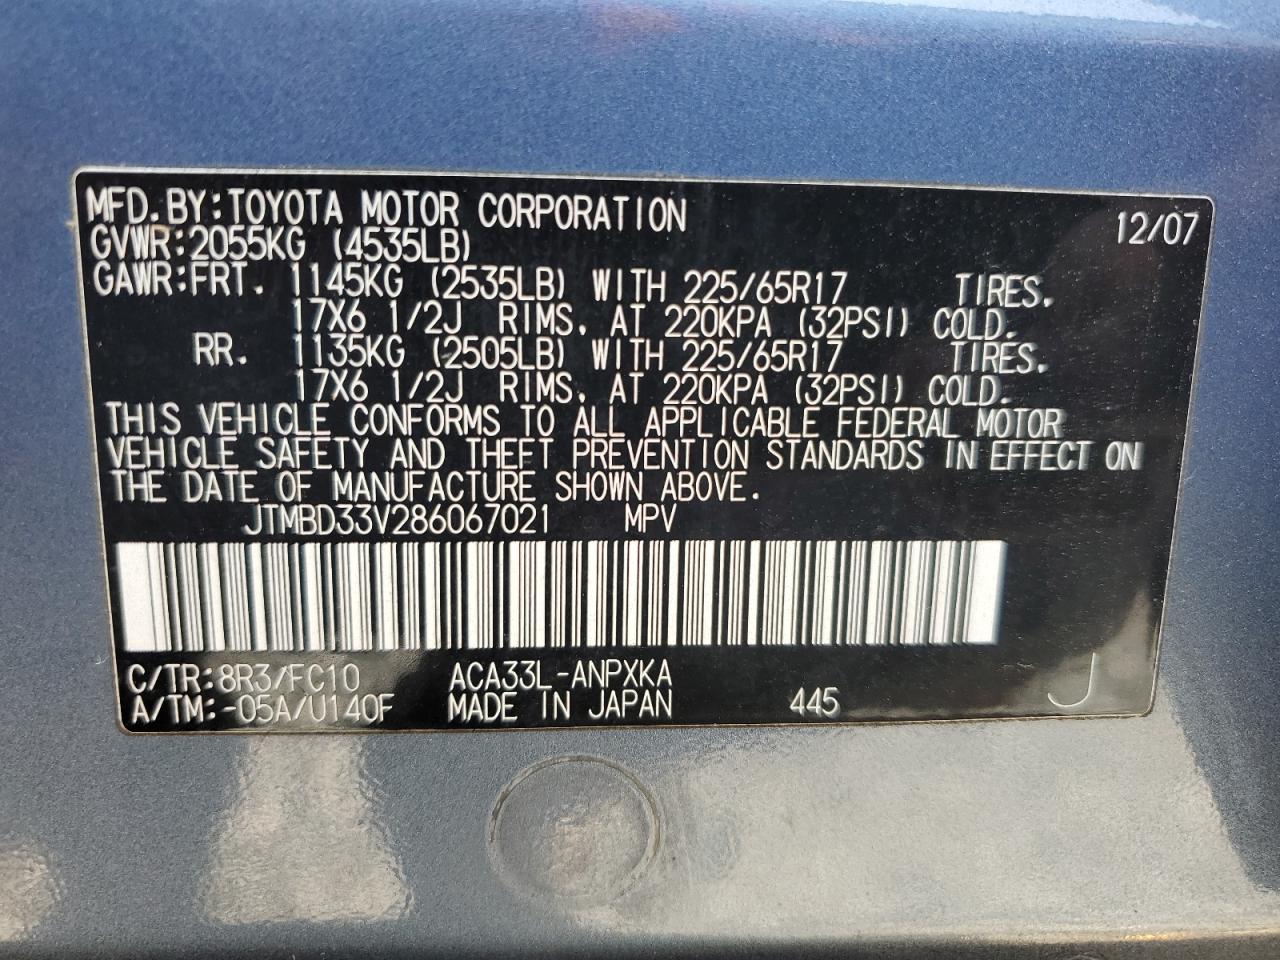 MFD.BY:TOYOTA MOTOR CORPORATION 12/07
GVWR:2055KG (4535LB)
GAWR:FRT. 1145KG (2535LB) WITH 225/65R17 TIRES.
17X6 1/2J RIMS, AT 220KPA (32PSI) COLD.
RR. 1135KG (2505LB) WITH 225/65R17 TIRES.
17X6 1/2J RIMS, AT 220KPA (32PSI) COLD.
THIS VEHICLE CONFORMS TO ALL APPLICABLE FEDERAL MOTOR
VEHICLE SAFETY AND THEFT PREVENTION STANDARDS IN EFFECT ON
THE DATE OF MANUFACTURE SHOWN ABOVE.
JTMBD33V286067021 MPV
C/TR:8R3/FC10 ACA33L-ANPXKA
A/TM:-05A/U140F MADE IN JAPAN 445 J